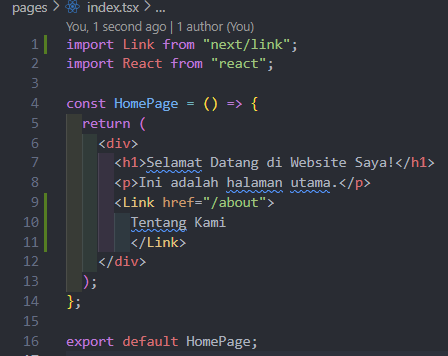 pages > index.tsx > ...
You, 1 second ago | 1 author (You)
1 import Link from "next/link";
2 import React from "react";
3
4 const HomePage = () => {
5 return (
6 <div>
7 <h1>Selamat Datang di Website Saya!</h1>
8 <p>Ini adalah halaman utama.</p>
9 <Link href="/about">
10 Tentang Kami
11 </Link>
12 </div>
13 );
14 };
15
16 export default HomePage;